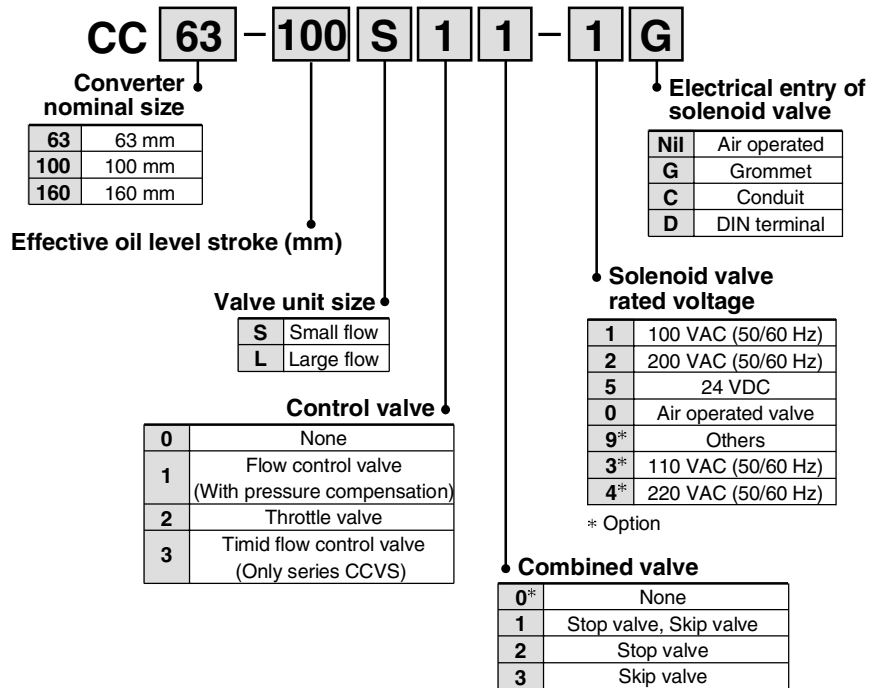 CC 63 - 100 S 1 1 - 1 G
Converter
nominal size
63 63 mm
100 100 mm
160 160 mm
Effective oil level stroke (mm)
Valve unit size
S Small flow
L Large flow
Control valve
0 None
1 Flow control valve
(With pressure compensation)
2 Throttle valve
3 Timid flow control valve
(Only series CCVS)
Electrical entry of
solenoid valve
Nil Air operated
G Grommet
C Conduit
D DIN terminal
Solenoid valve
rated voltage
1 100 VAC (50/60 Hz)
2 200 VAC (50/60 Hz)
5 24 VDC
0 Air operated valve
9* Others
3* 110 VAC (50/60 Hz)
4* 220 VAC (50/60 Hz)
* Option
Combined valve
0* None
1 Stop valve, Skip valve
2 Stop valve
3 Skip valve